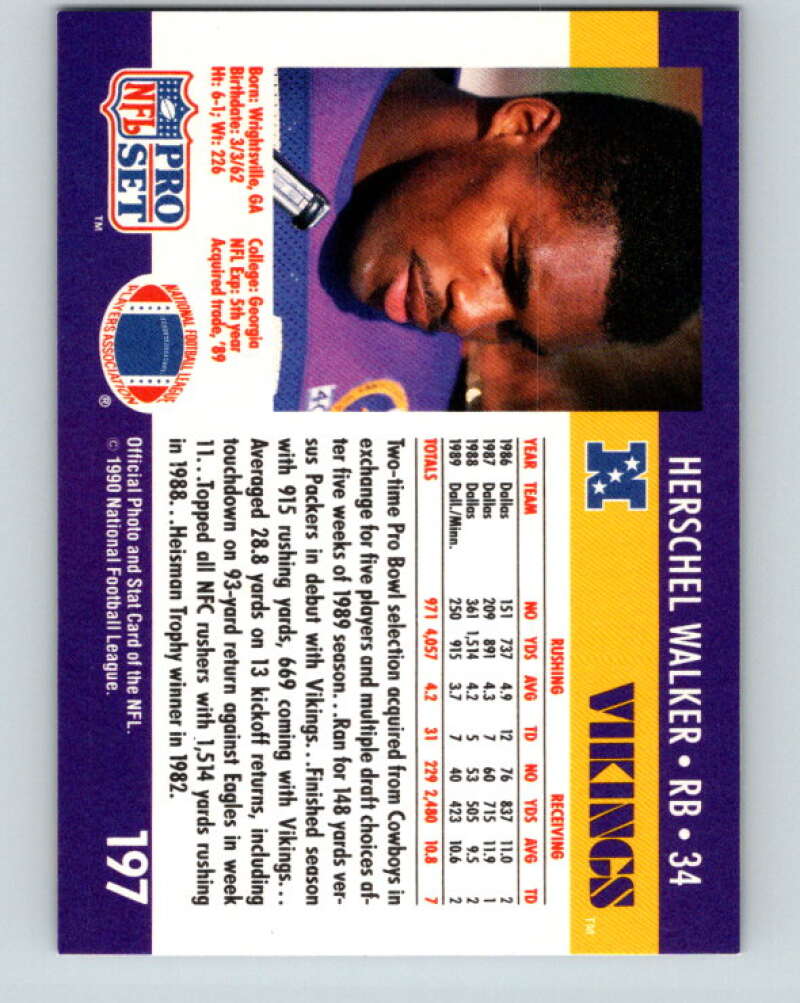 HERSCHEL WALKER • RB • 34
N
VIKINGS™
RUSHING RECEIVING
YEAR TEAM NO YDS AVG TD NO YDS AVG TD
1986 Dallas 151 737 4.9 12 76 837 11.0 2
1987 Dallas 209 891 4.3 7 60 715 11.9 1
1988 Dallas 361 1,514 4.2 5 53 505 9.5 2
1989 Dall./Minn. 250 915 3.7 7 40 423 10.6 2
TOTALS 971 4,057 4.2 31 229 2,480 10.8 7
Two-time Pro Bowl selection acquired from Cowboys in
exchange for five players and multiple draft choices af-
ter five weeks of 1989 season. . .Ran for 148 yards ver-
sus Packers in debut with Vikings. . .Finished season
with 915 rushing yards, 669 coming with Vikings. . .
Averaged 28.8 yards on 13 kickoff returns, including
touchdown on 93-yard return against Eagles in week
11. . .Topped all NFC rushers with 1,514 yards rushing
in 1988. . .Heisman Trophy winner in 1982.
Born: Wrightsville, GA
Birthdate: 3/3/62
Ht: 6-1; Wt: 226
College: Georgia
NFL Exp: 5th year
Acquired trade, '89
PRO
NFL SET
™
NATIONAL FOOTBALL LEAGUE
PLAYERS ASSOCIATION
®
Official Photo and Stat Card of the NFL.
© 1990 National Football League.
197